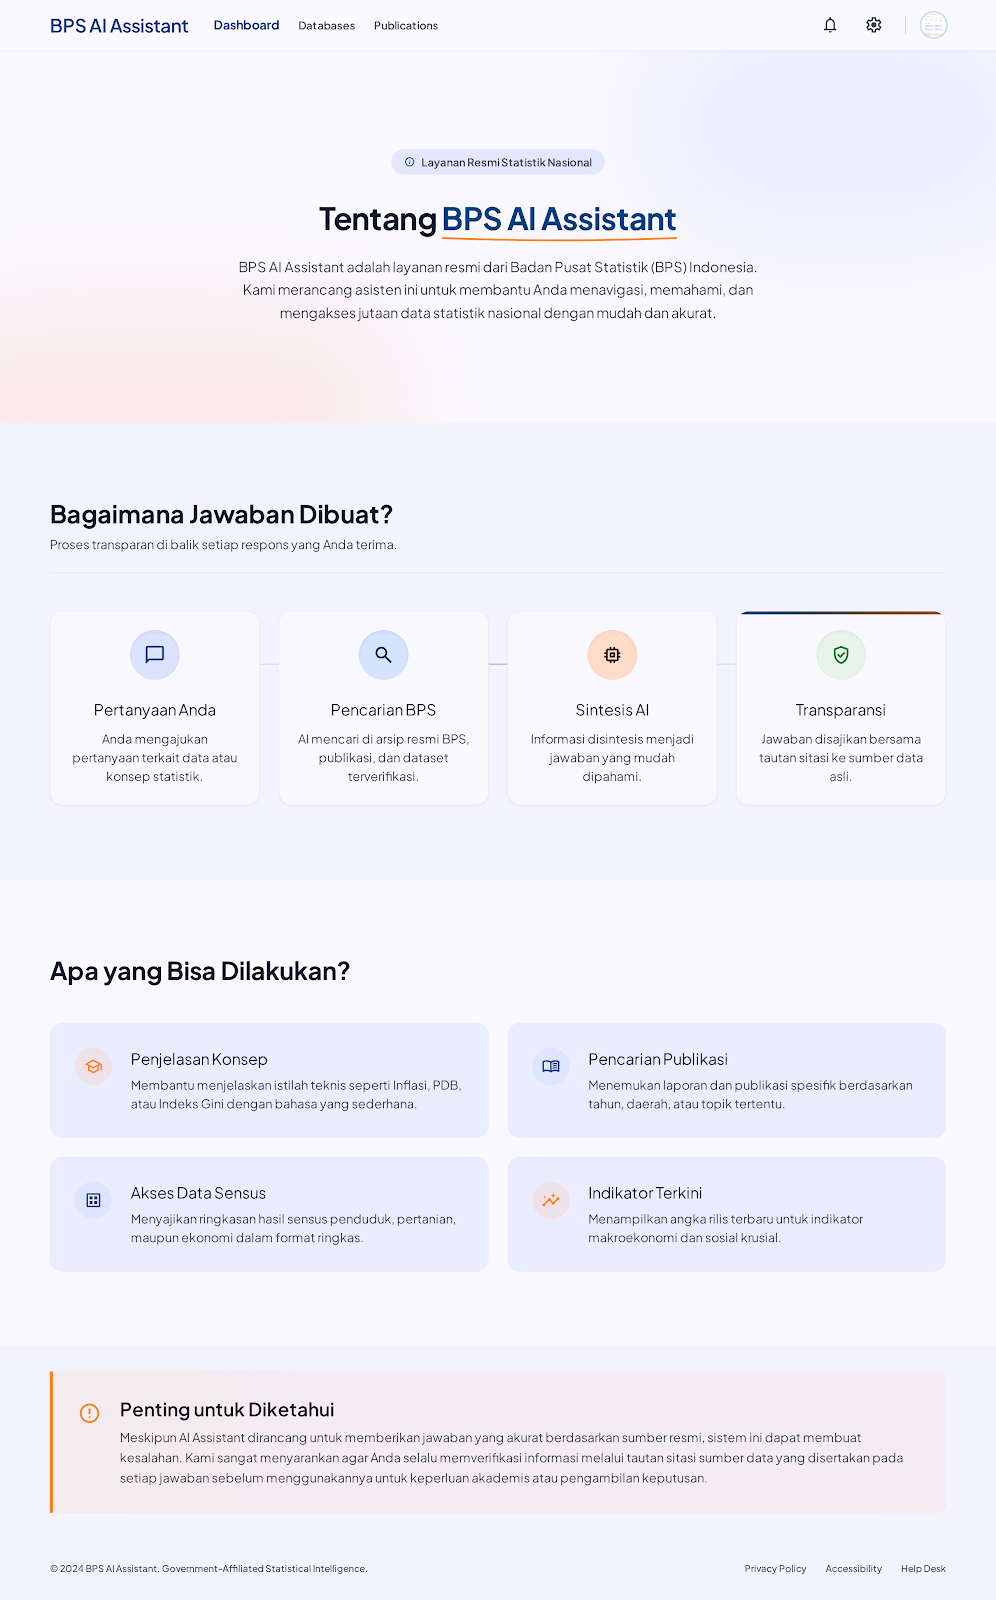 BPS AI Assistant
Dashboard
Databases
Publications
Layanan Resmi Statistik Nasional
Tentang BPS AI Assistant
BPS AI Assistant adalah layanan resmi dari Badan Pusat Statistik (BPS) Indonesia.
Kami merancang asisten ini untuk membantu Anda menavigasi, memahami, dan
mengakses jutaan data statistik nasional dengan mudah dan akurat.
Bagaimana Jawaban Dibuat?
Proses transparan di balik setiap respons yang Anda terima.
Pertanyaan Anda
Anda mengajukan
pertanyaan terkait data atau
konsep statistik.
Pencarian BPS
AI mencari di arsip resmi BPS,
publikasi, dan dataset
terverifikasi.
Sintesis AI
Informasi disintesis menjadi
jawaban yang mudah
dipahami.
Transparansi
Jawaban disajikan bersama
tautan sitasi ke sumber data
asli.
Apa yang Bisa Dilakukan?
Penjelasan Konsep
Membantu menjelaskan istilah teknis seperti Inflasi, PDB,
atau Indeks Gini dengan bahasa yang sederhana.
Pencarian Publikasi
Menemukan laporan dan publikasi spesifik berdasarkan
tahun, daerah, atau topik tertentu.
Akses Data Sensus
Menyajikan ringkasan hasil sensus penduduk, pertanian,
maupun ekonomi dalam format ringkas.
Indikator Terkini
Menampilkan angka rilis terbaru untuk indikator
makroekonomi dan sosial krusial.
Penting untuk Diketahui
Meskipun AI Assistant dirancang untuk memberikan jawaban yang akurat berdasarkan sumber resmi, sistem ini dapat membuat
kesalahan. Kami sangat menyarankan agar Anda selalu memverifikasi informasi melalui tautan sitasi sumber data yang disertakan pada
setiap jawaban sebelum menggunakannya untuk keperluan akademis atau pengambilan keputusan.
© 2024 BPS AI Assistant. Government-Affiliated Statistical Intelligence.
Privacy Policy
Accessibility
Help Desk